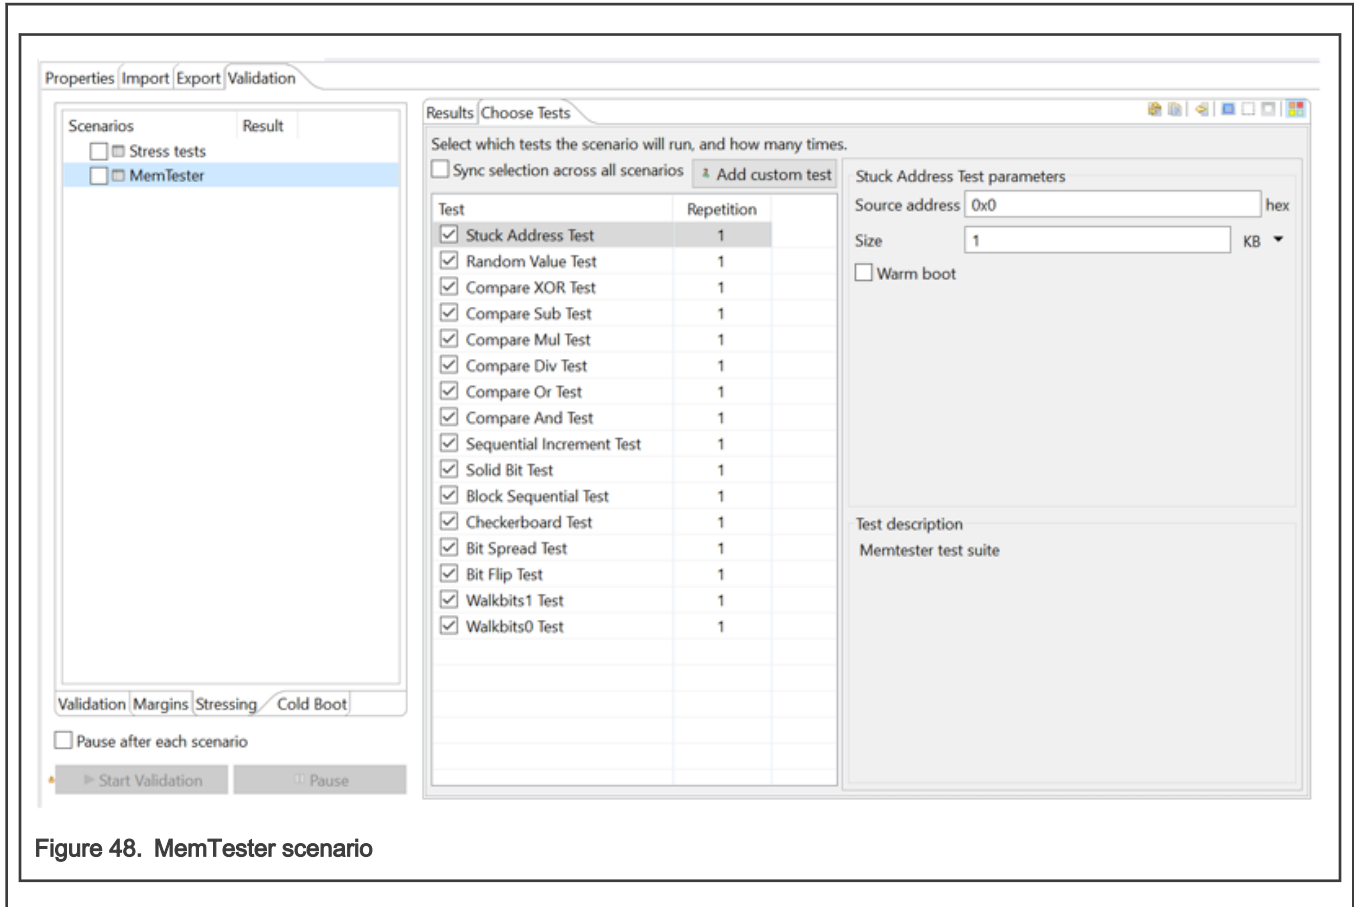 Properties Import Export Validation
Scenarios Result
Stress tests
MemTester
Validation Margins Stressing Cold Boot
Pause after each scenario
Start Validation Pause
Results Choose Tests
Select which tests the scenario will run, and how many times.
Sync selection across all scenarios Add custom test
Test Repetition
Stuck Address Test 1
Random Value Test 1
Compare XOR Test 1
Compare Sub Test 1
Compare Mul Test 1
Compare Div Test 1
Compare Or Test 1
Compare And Test 1
Sequential Increment Test 1
Solid Bit Test 1
Block Sequential Test 1
Checkerboard Test 1
Bit Spread Test 1
Bit Flip Test 1
Walkbits1 Test 1
Walkbits0 Test 1
Stuck Address Test parameters
Source address 0x0 hex
Size 1 KB
Warm boot
Test description
Memtester test suite
Figure 48. MemTester scenario